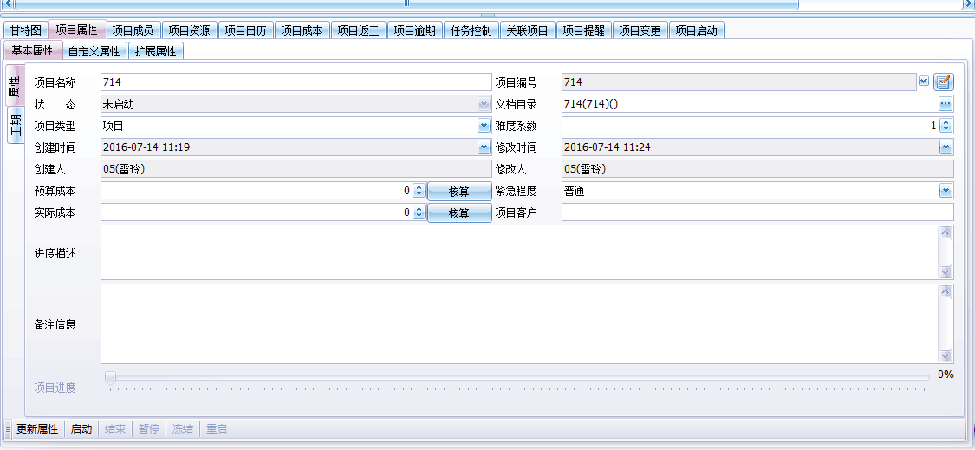 甘特图 项目属性 项目成员 项目资源 项目日历 项目成本 项目返工 项目逾期 任务控制 关联项目 项目提醒 项目变更 项目启动
基本属性 自定义属性 扩展属性
属性
工期
项目名称 714 项目编号 714
状 态 未启动 文档目录 714(714)()
项目类型 项目 难度系数 1
创建时间 2016-07-14 11:19 修改时间 2016-07-14 11:24
创建人 05(雷聆) 修改人 05(雷聆)
预算成本 0 核算 紧急程度 普通
实际成本 0 核算 项目客户
进度描述
备注信息
项目进度 0%
更新属性 启动 结束 暂停 冻结 重启